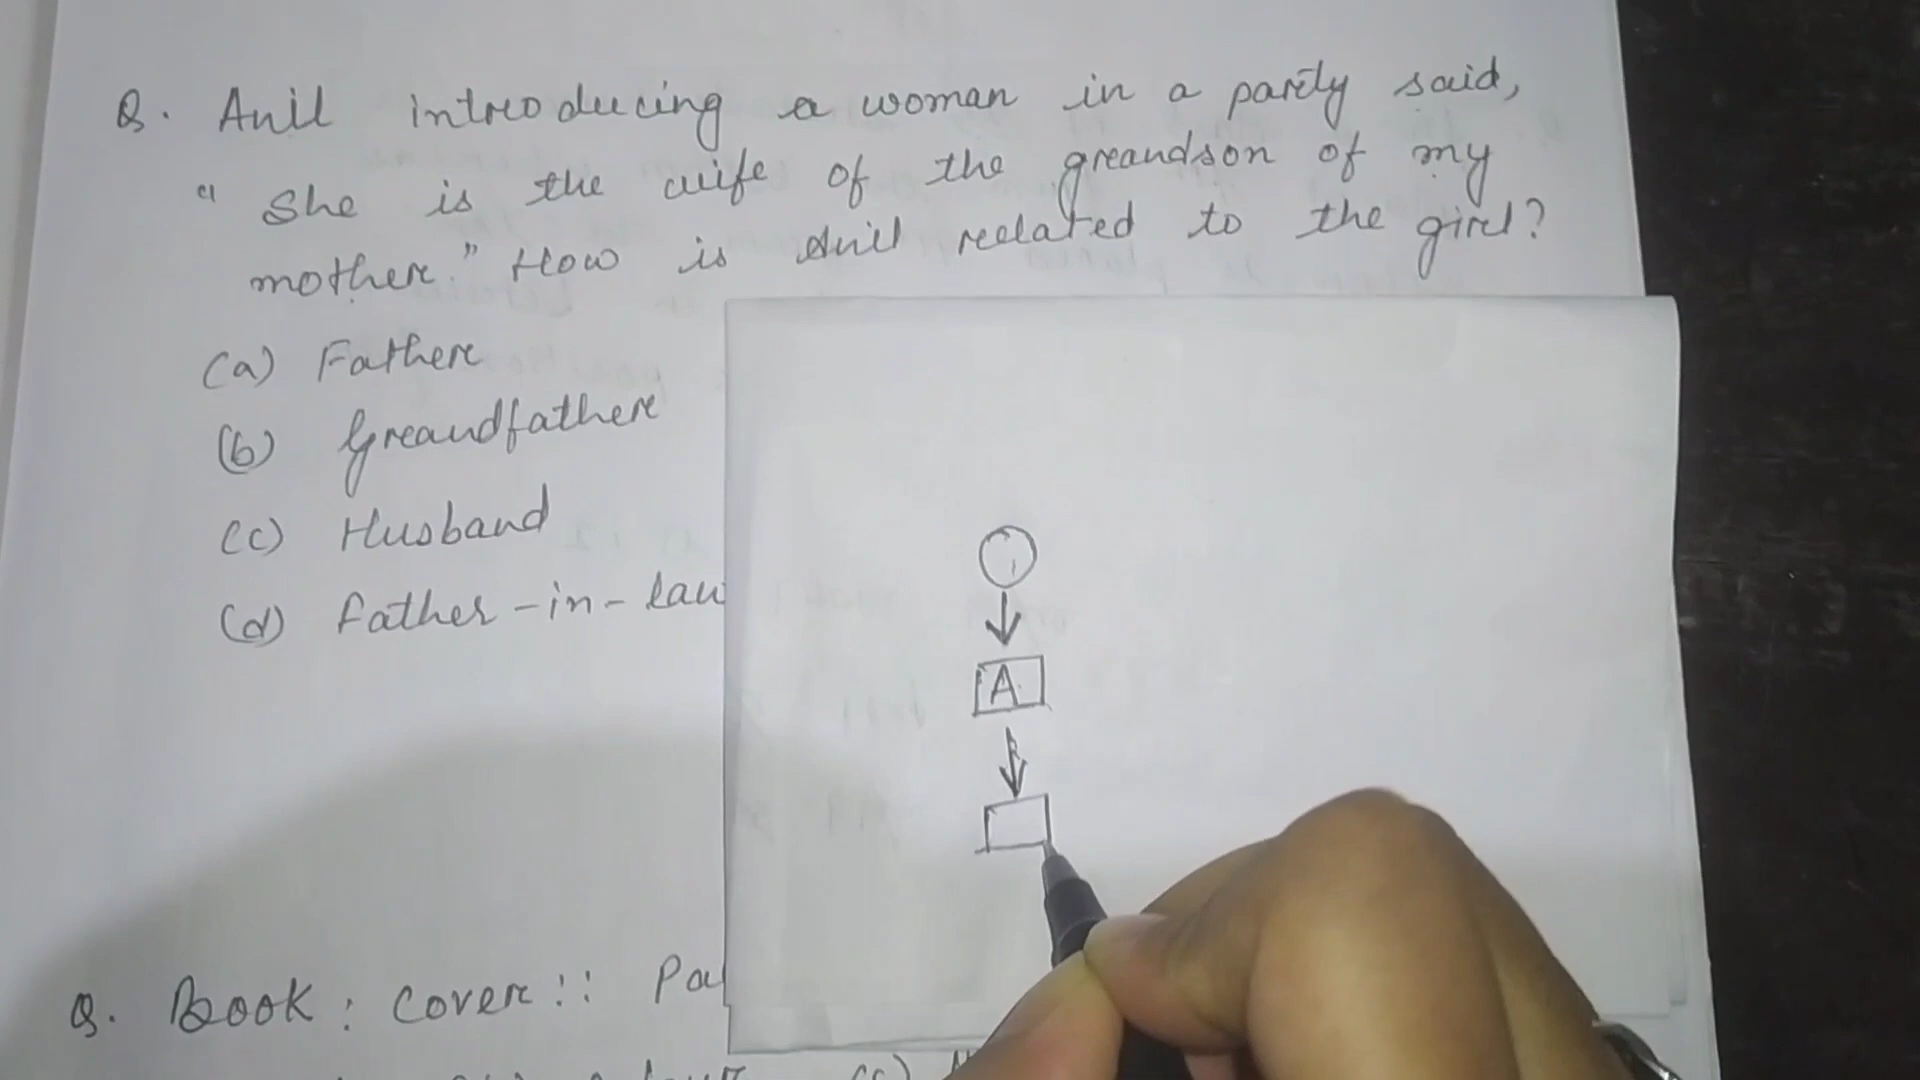 Q. Anil introducing a woman in a party said,
" She is the wife of the grandson of my
mother." How is Anil related to the girl?
(a) Father
(b) Grandfather
(c) Husband
(d) Father-in-law
A
Q. Book : Cover ::
(c)